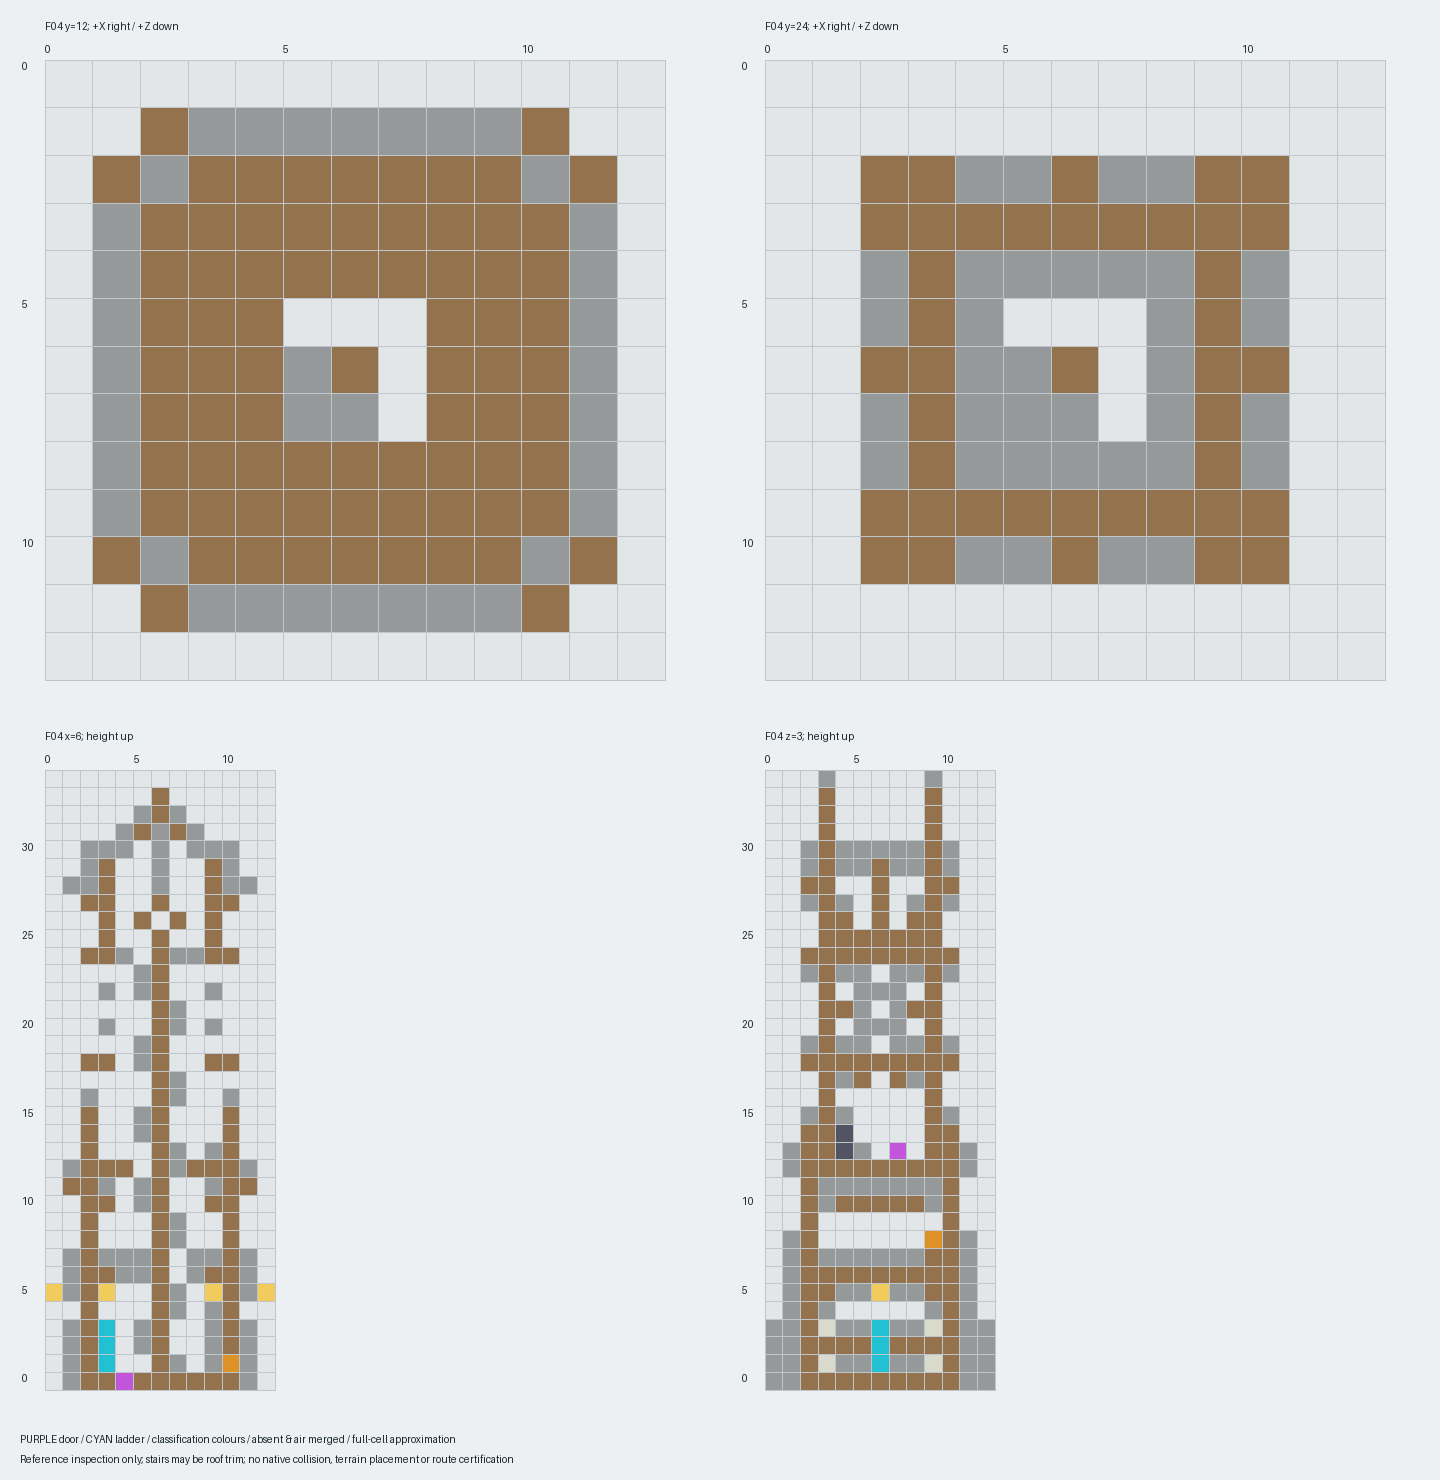 F04 y=12; +X right / +Z down
F04 y=24; +X right / +Z down
0 5 10
0 5 10
0
0
5
5
10
10
F04 x=6; height up
F04 z=3; height up
0 5 10
0 5 10
30
30
25
25
20
20
15
15
10
10
5
5
0
0
PURPLE door / CYAN ladder / classification colours / absent & air merged / full-cell approximation
Reference inspection only; stairs may be roof trim; no native collision, terrain placement or route certification